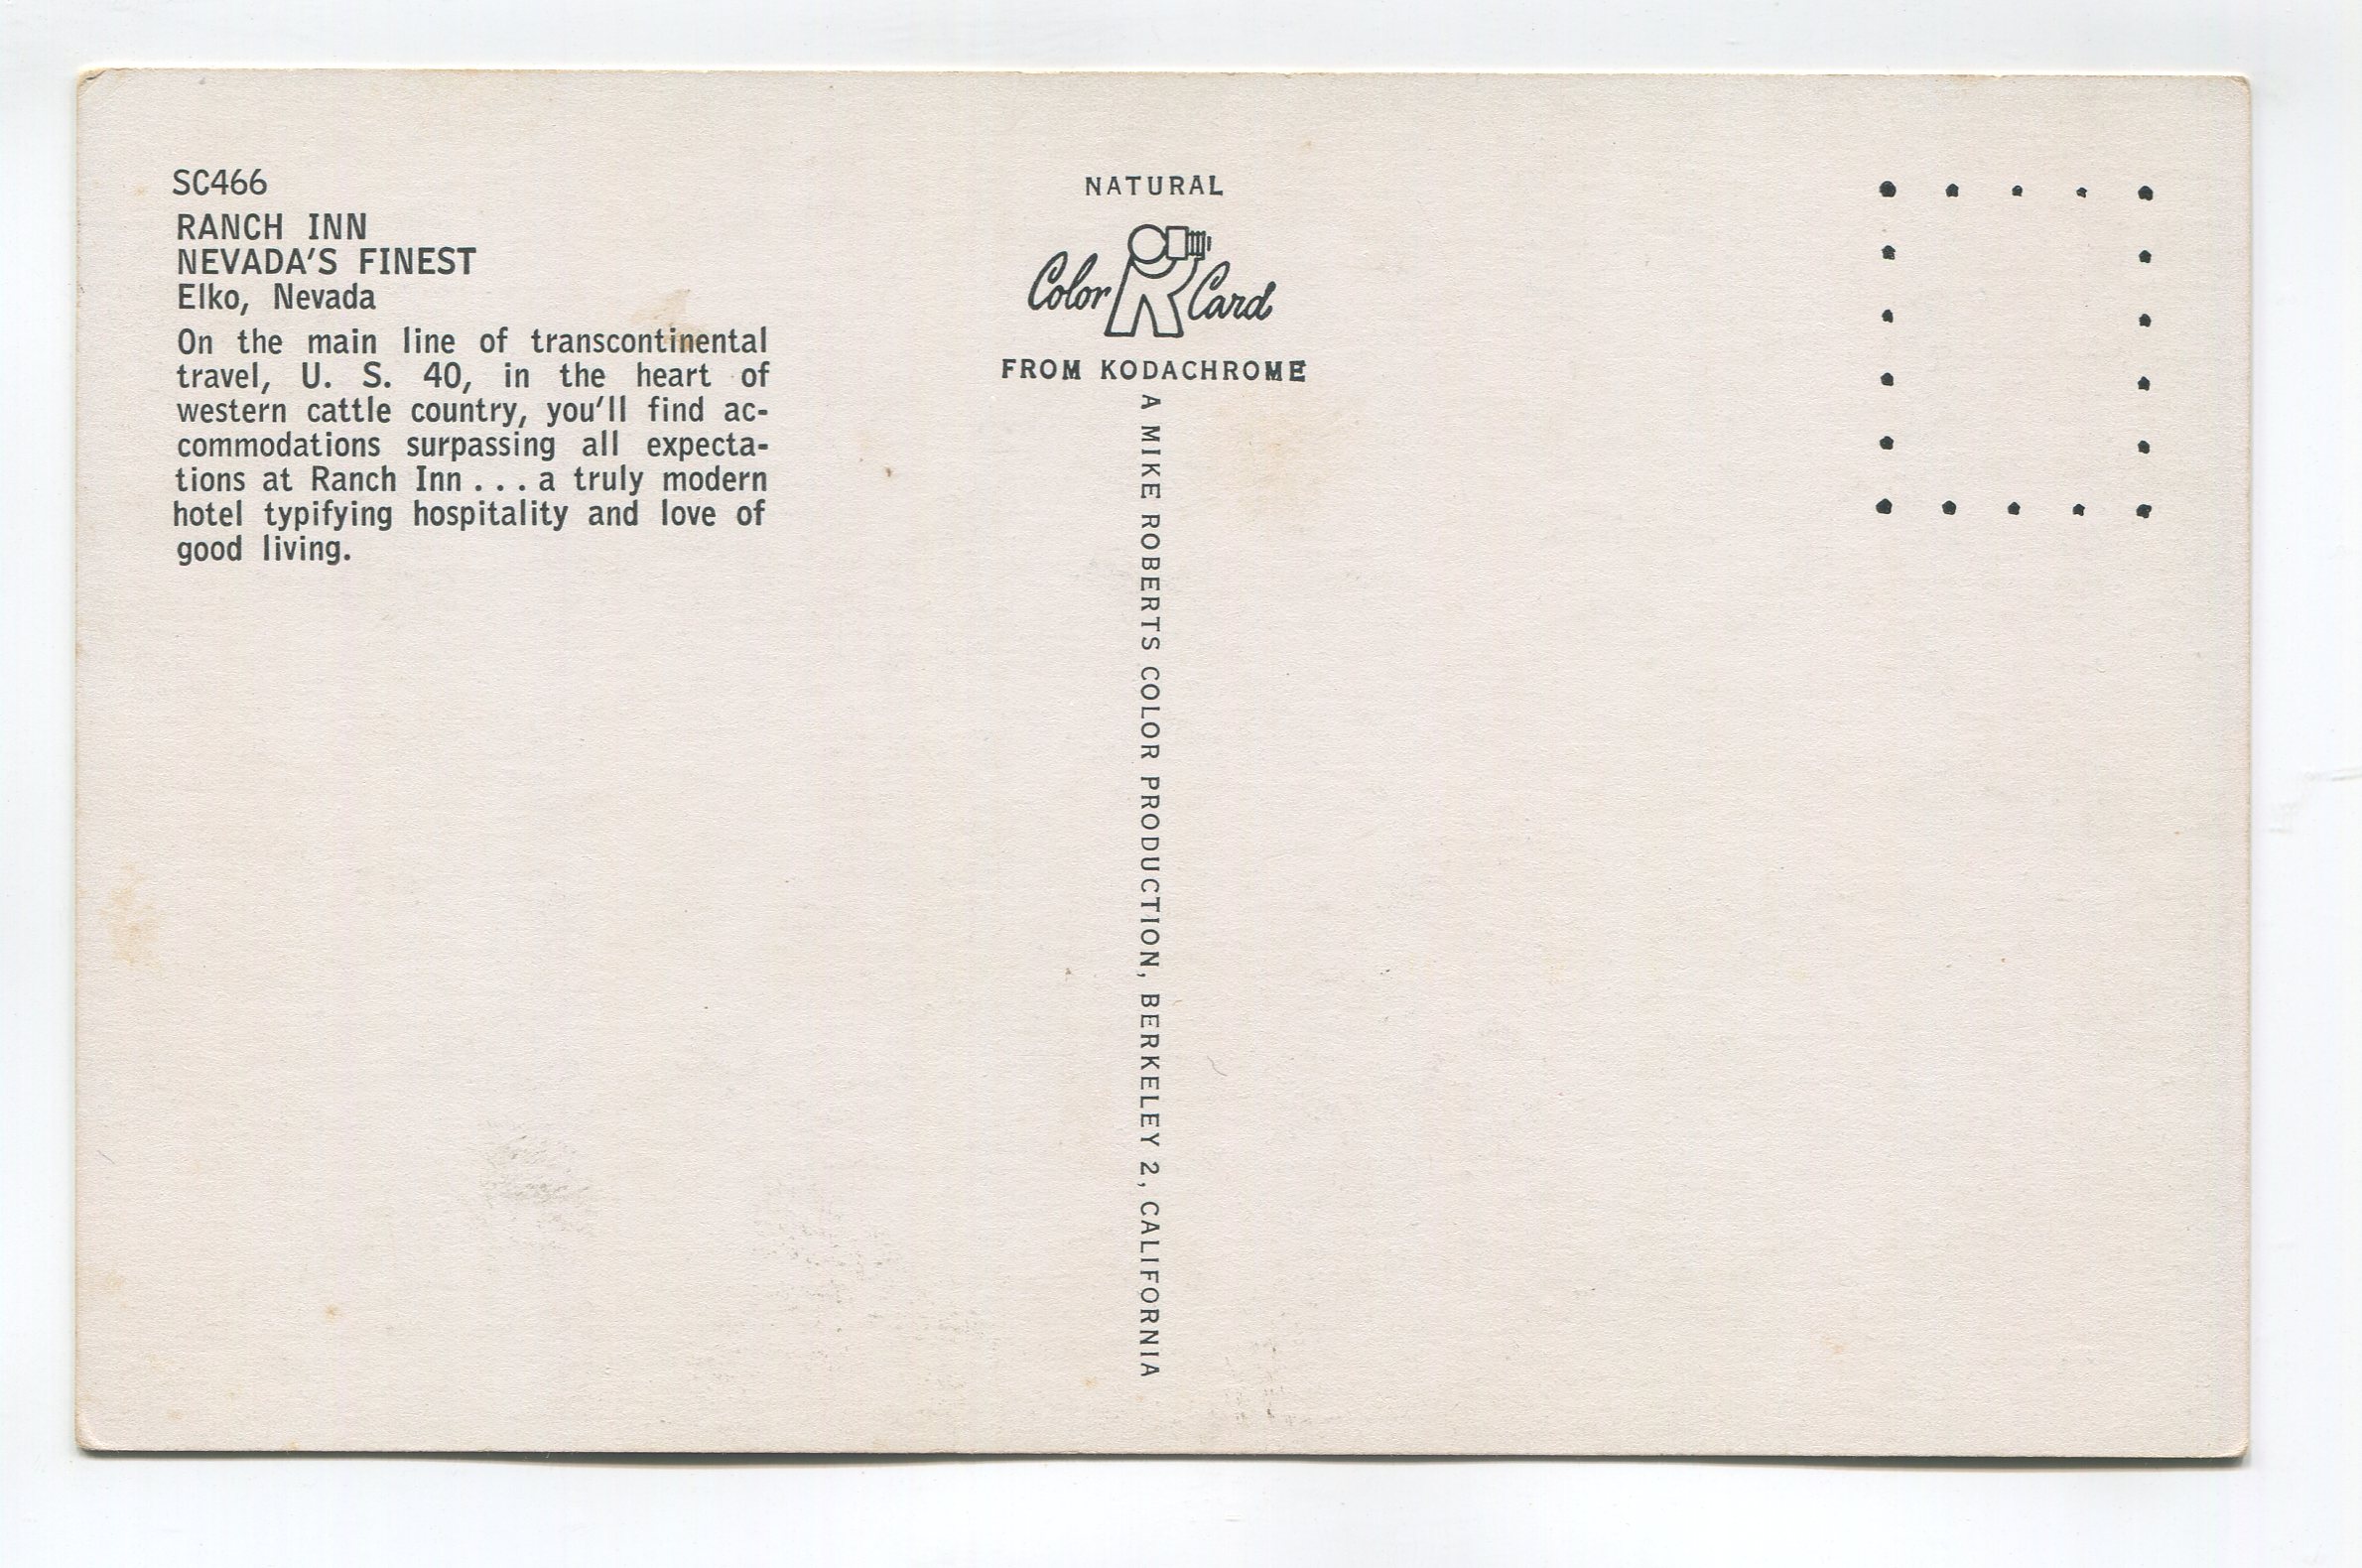 SC466
RANCH INN
NEVADA'S FINEST
Elko, Nevada
On the main line of transcontinental
travel, U. S. 40, in the heart of
western cattle country, you'll find ac-
commodations surpassing all expecta-
tions at Ranch Inn . . . a truly modern
hotel typifying hospitality and love of
good living.
NATURAL
Color Card
FROM KODACHROME
A MIKE ROBERTS COLOR PRODUCTION, BERKELEY 2, CALIFORNIA